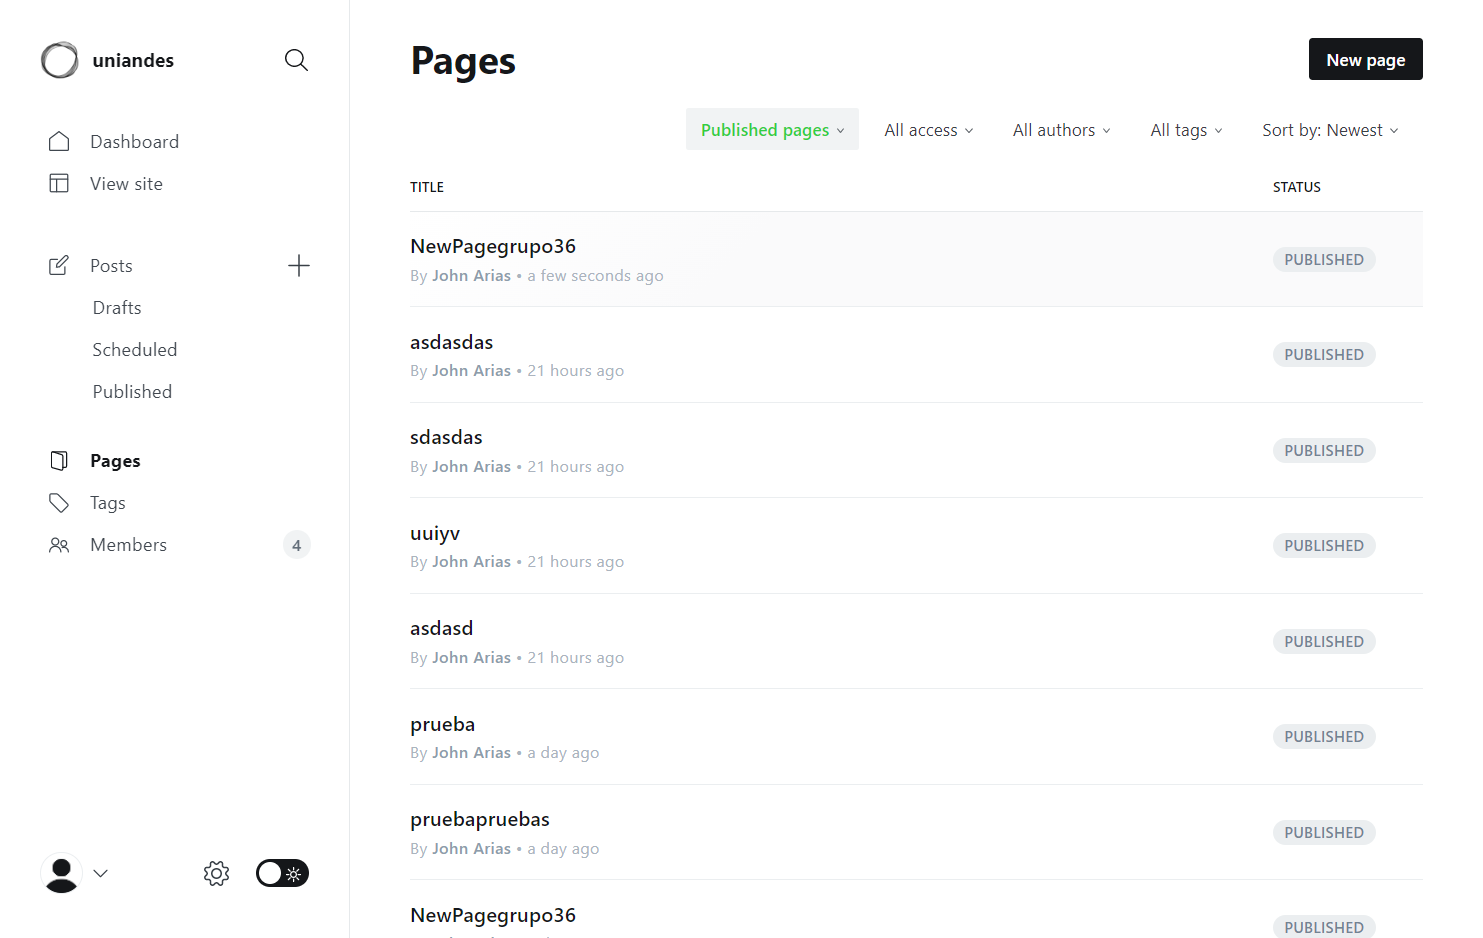 uniandes
Dashboard
View site
Posts
Drafts
Scheduled
Published
Pages
Tags
Members 4
Pages
New page
Published pages All access All authors All tags Sort by: Newest
TITLE STATUS
NewPagegrupo36
By John Arias • a few seconds ago
PUBLISHED
asdasdas
By John Arias • 21 hours ago
PUBLISHED
sdasdas
By John Arias • 21 hours ago
PUBLISHED
uuiyv
By John Arias • 21 hours ago
PUBLISHED
asdasd
By John Arias • 21 hours ago
PUBLISHED
prueba
By John Arias • a day ago
PUBLISHED
pruebapruebas
By John Arias • a day ago
PUBLISHED
NewPagegrupo36
PUBLISHED